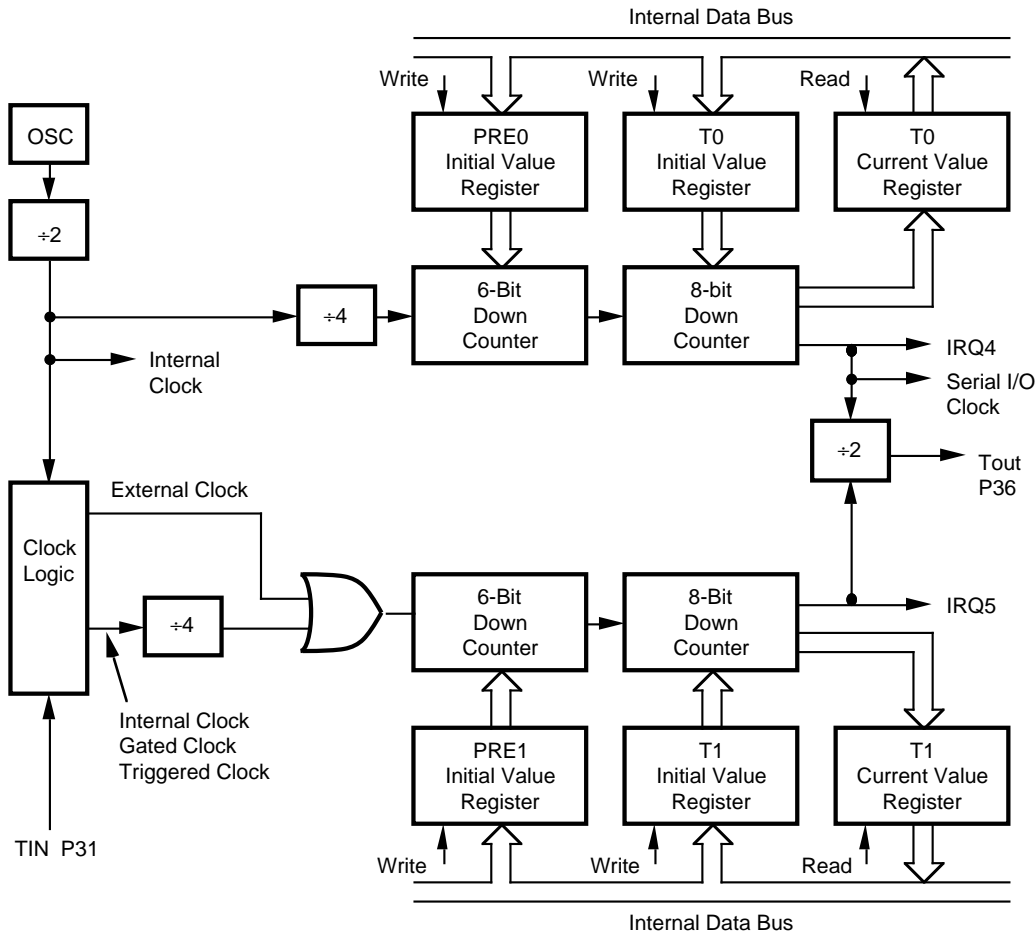 Internal Data Bus
Write
Write
Read
OSC
PRE0
Initial Value
Register
T0
Initial Value
Register
T0
Current Value
Register
÷2
6-Bit
Down
Counter
8-bit
Down
Counter
÷4
Internal
Clock
IRQ4
Serial I/O
Clock
÷2
Tout
P36
External Clock
Clock
Logic
÷4
6-Bit
Down
Counter
8-Bit
Down
Counter
IRQ5
Internal Clock
Gated Clock
Triggered Clock
PRE1
Initial Value
Register
T1
Initial Value
Register
T1
Current Value
Register
TIN P31
Write
Write
Read
Internal Data Bus